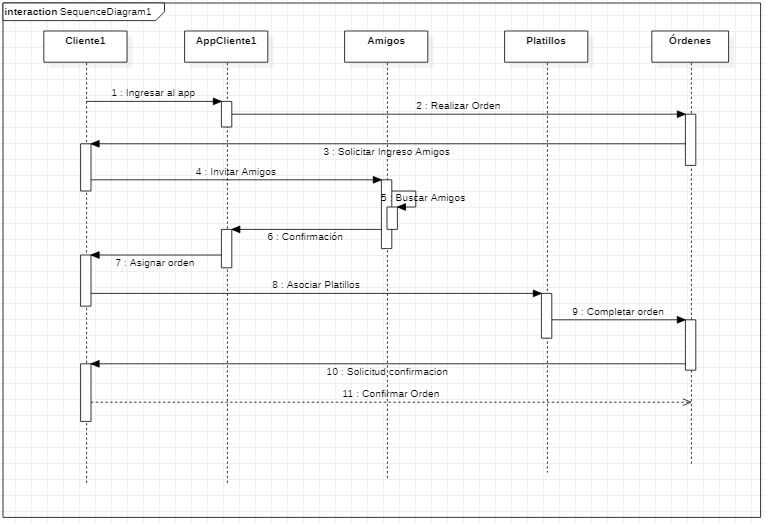 interaction SequenceDiagram1
Cliente1
AppCliente1
Amigos
Platillos
Órdenes
1 : Ingresar al app
2 : Realizar Orden
3 : Solicitar Ingreso Amigos
4 : Invitar Amigos
5 : Buscar Amigos
6 : Confirmación
7 : Asignar orden
8 : Asociar Platillos
9 : Completar orden
10 : Solicitud confirmacion
11 : Confirmar Orden